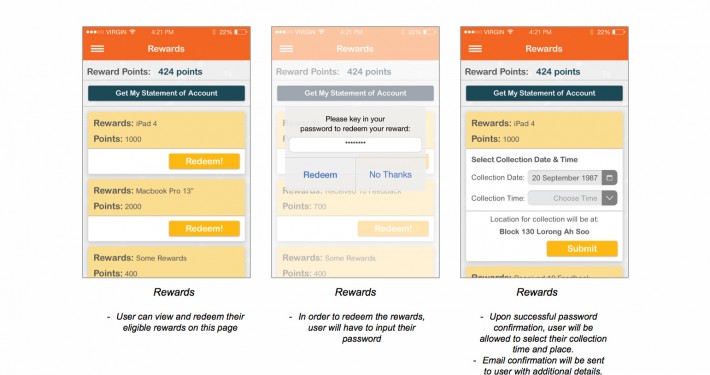 ●●●○○ VIRGIN 4:21 PM 22%
Rewards
Reward Points: 424 points
Get My Statement of Account
Rewards: iPad 4
Points: 1000
Redeem!
Rewards: Macbook Pro 13"
Points: 2000
Redeem!
Rewards: Some Rewards
Points: 400
Rewards
- User can view and redeem their
eligible rewards on this page
●●●○○ VIRGIN 4:21 PM 22%
Rewards
Reward Points: 424 points
Get My Statement of Account
Please key in your
password to redeem your reward:
********
Redeem No Thanks
Rewards: Received 10 Feedback
Points: 700
Redeem!
Rewards: Some Rewards
Points: 400
Rewards
- In order to redeem the rewards,
user will have to input their
password
●●●○○ VIRGIN 4:21 PM 22%
Rewards
Reward Points: 424 points
Get My Statement of Account
Rewards: iPad 4
Points: 1000
Select Collection Date & Time
Collection Date: 20 September 1987
Collection Time: Choose Time
Location for collection will be at:
Block 130 Lorong Ah Soo
Submit
Rewards: Received 10 Feedback
Rewards
- Upon successful password
confirmation, user will be
allowed to select their collection
time and place.
- Email confirmation will be sent
to user with additional details.